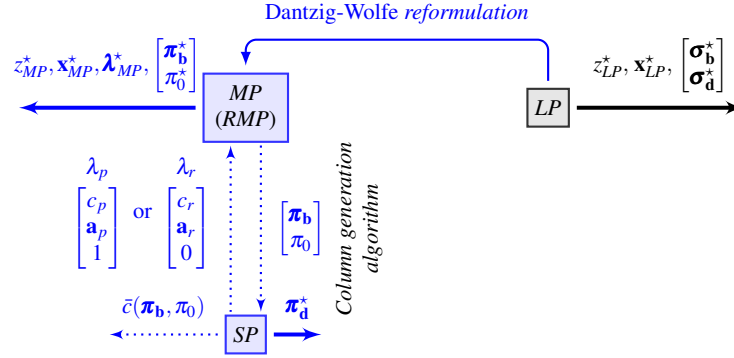 Dantzig-Wolfe reformulation
z⋆MP, x⋆MP, λ⋆MP, [π⋆b π⋆0]
z⋆LP, x⋆LP, [σ⋆b σ⋆d]
MP
(RMP)
LP
λp λr
[cp ap 1] or [cr ar 0]
[πb π0]
Column generation
algorithm
c̄(πb, π0)
π⋆d
SP